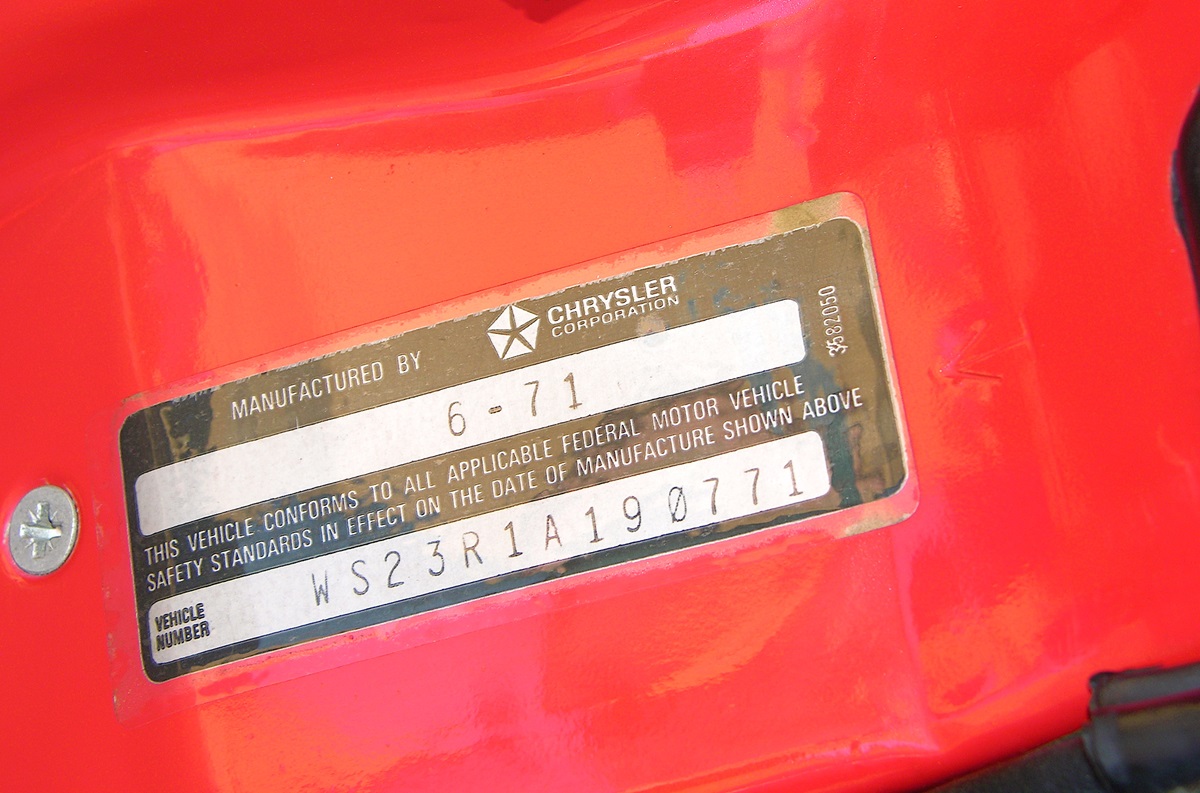 MANUFACTURED BY
CHRYSLER
CORPORATION
6-71
THIS VEHICLE CONFORMS TO ALL APPLICABLE FEDERAL MOTOR VEHICLE
SAFETY STANDARDS IN EFFECT ON THE DATE OF MANUFACTURE SHOWN ABOVE
VEHICLE
NUMBER
WS23R1A190771
3582050